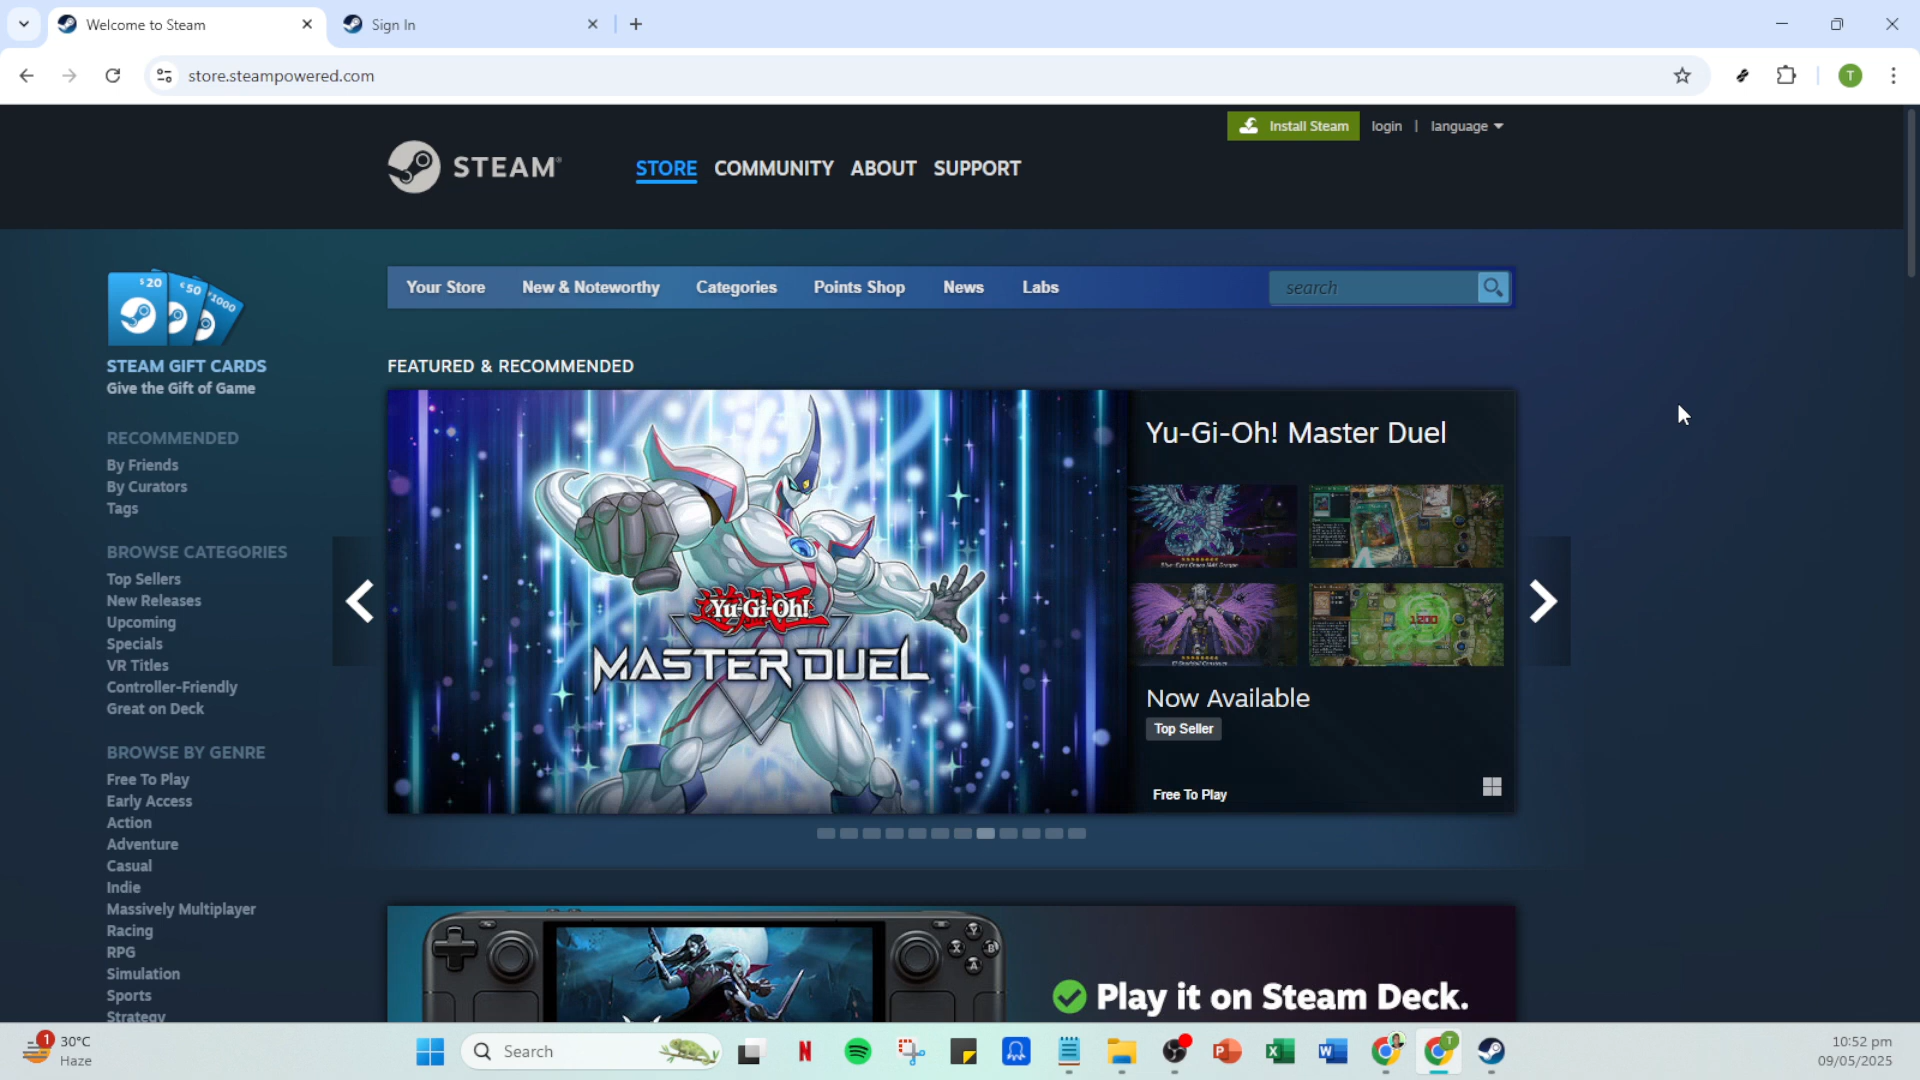 Welcome to Steam
Sign In
store.steampowered.com
T
Install Steam
login | language
STEAM®
STORE COMMUNITY ABOUT SUPPORT
Your Store New & Noteworthy Categories Points Shop News Labs
search
$20 €50 ¥1000
STEAM GIFT CARDS
Give the Gift of Game
RECOMMENDED
By Friends
By Curators
Tags
BROWSE CATEGORIES
Top Sellers
New Releases
Upcoming
Specials
VR Titles
Controller-Friendly
Great on Deck
BROWSE BY GENRE
Free To Play
Early Access
Action
Adventure
Casual
Indie
Massively Multiplayer
Racing
RPG
Simulation
Sports
Strategy
FEATURED & RECOMMENDED
Yu-Gi-Oh!
MASTER DUEL
Yu-Gi-Oh! Master Duel
1200
Now Available
Top Seller
Free To Play
Y
X B
A
Play it on Steam Deck.
1
30°C
Haze
Search
N
P
X
W
T
10:52 pm
09/05/2025